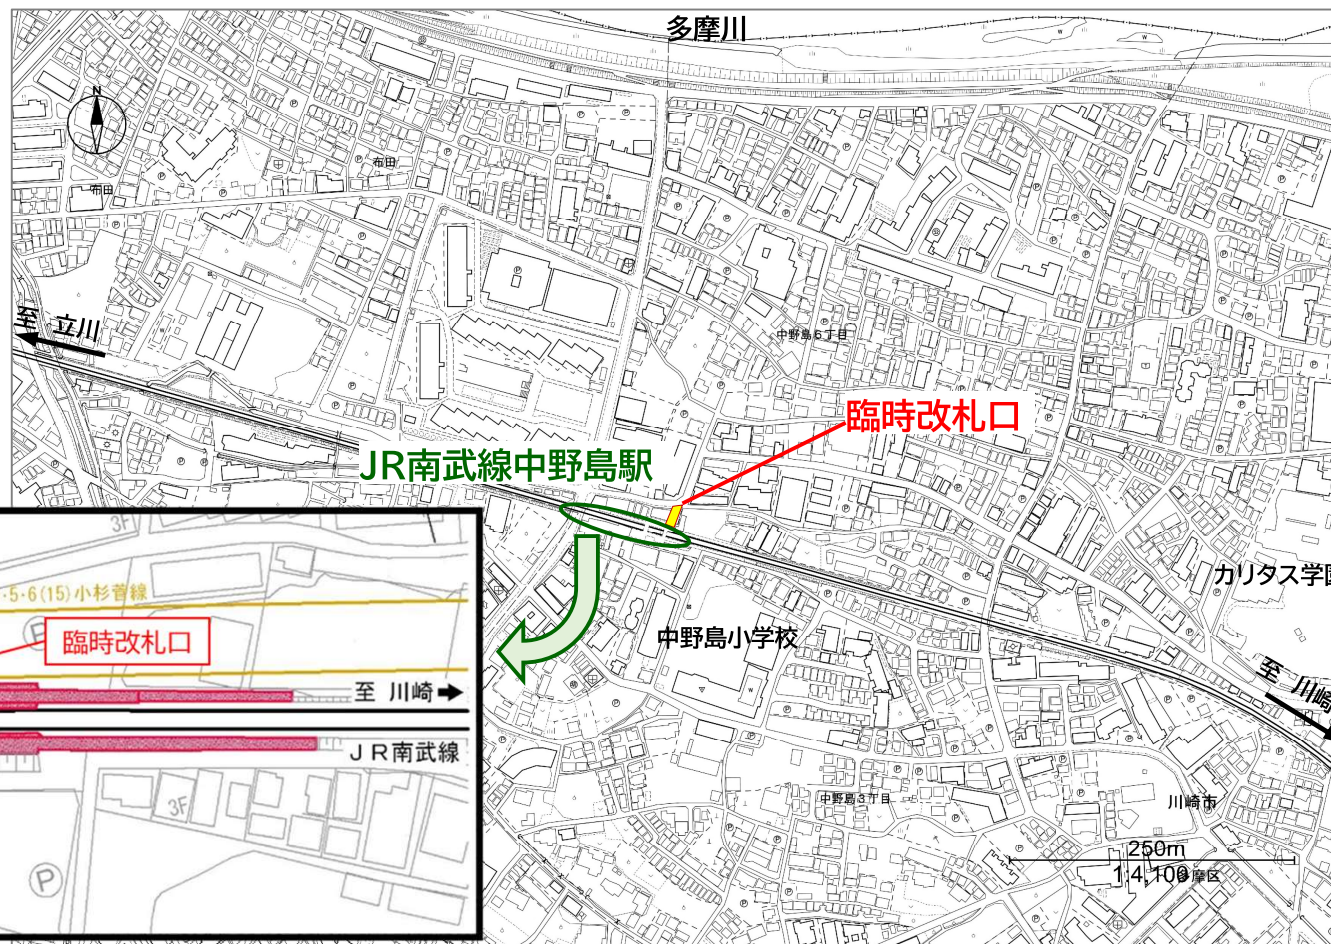 多摩川
N
布田
布田
至 立川
中野島6丁目
臨時改札口
JR南武線中野島駅
カリタス学園
中野島小学校
至 川崎
中野島3丁目
川崎市
250m
1:4,100
摩区
3F
・5・6(15)小杉菅線
臨時改札口
至 川崎
JR南武線
3F
P